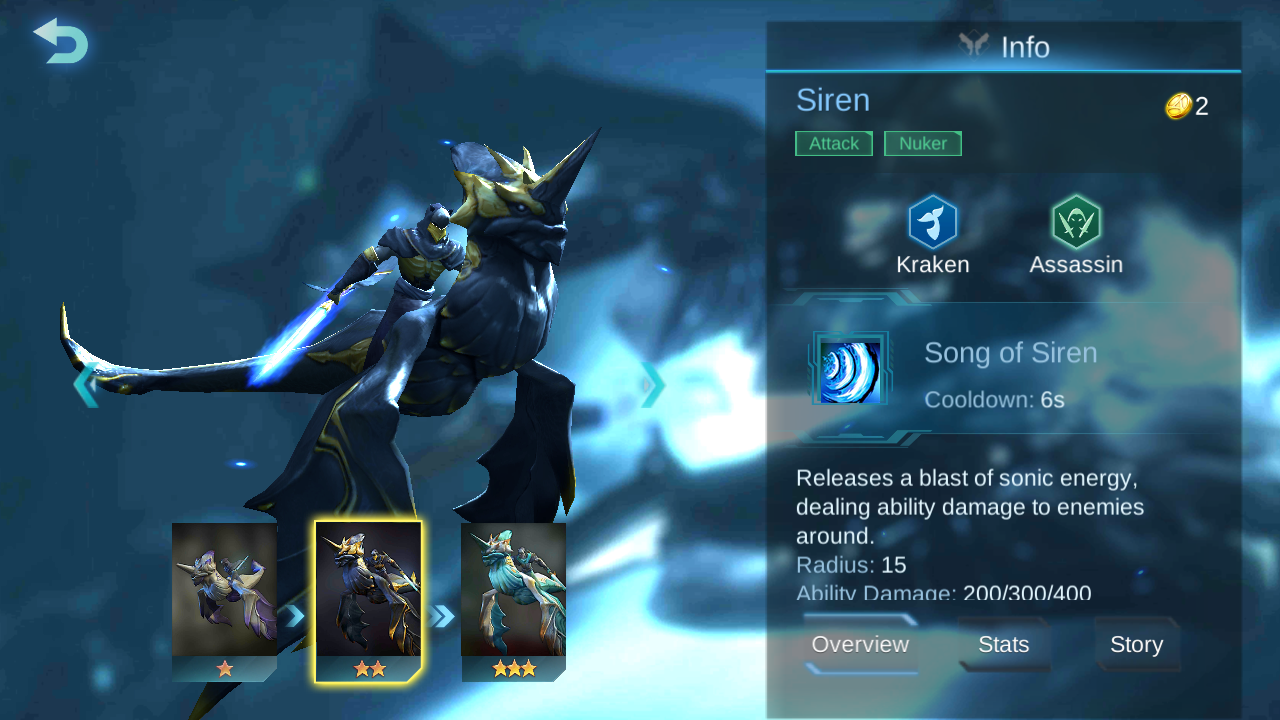 Info
Siren
2
Attack
Nuker
Kraken
Assassin
Song of Siren
Cooldown: 6s
Releases a blast of sonic energy,
dealing ability damage to enemies
around.
Radius: 15
Ability Damage: 200/300/400
Overview
Stats
Story